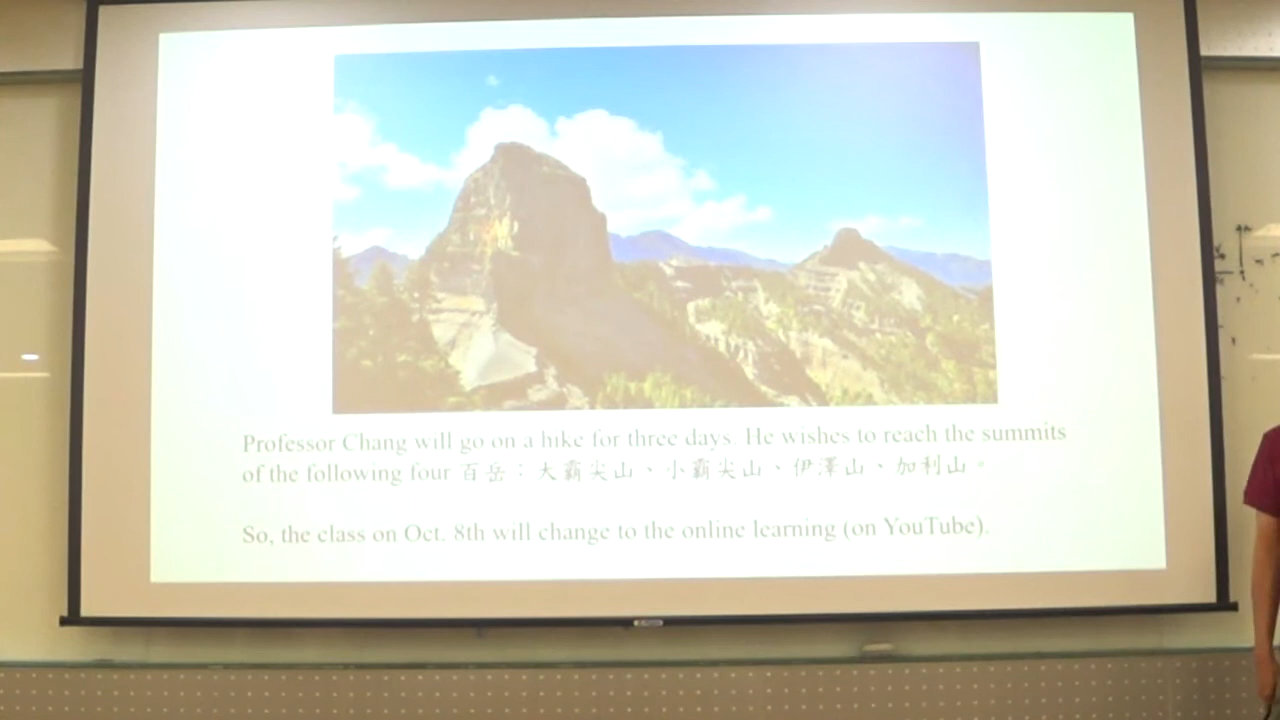 Professor Chang will go on a hike for three days. He wishes to reach the summits
of the following four 百岳：大霸尖山、小霸尖山、伊澤山、加利山。
So, the class on Oct. 8th will change to the online learning (on YouTube).